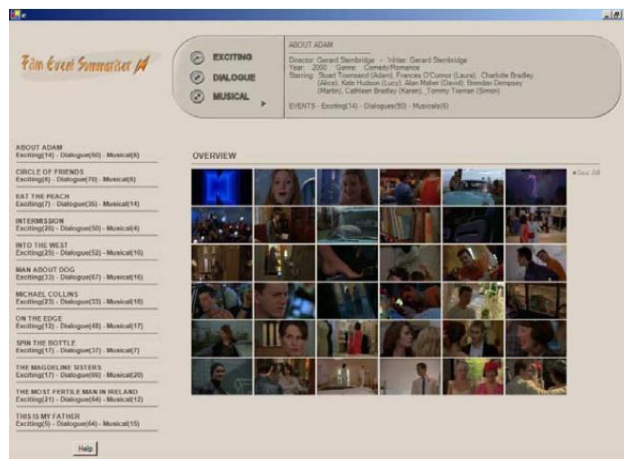 Film Event Summariser
EXCITING
DIALOGUE
MUSICAL
ABOUT ADAM
Director: Gerard Stembridge - Writer: Gerard Stembridge
Year: 2000 Genre: Comedy/Romance
Starring: Stuart Townsend (Adam), Frances O'Connor (Laura), Charlotte Bradley
(Alice), Kate Hudson (Lucy), Alan Maher (David), Brendan Dempsey
(Martin), Cathleen Bradley (Karen), Tommy Tiernan (Simon)
EVENTS - Exciting(14) - Dialogues(50) - Musicals(6)
ABOUT ADAM
Exciting(14) - Dialogue(50) - Musical(6)
CIRCLE OF FRIENDS
Exciting(6) - Dialogue(70) - Musical(6)
EAT THE PEACH
Exciting(7) - Dialogue(35) - Musical(14)
INTERMISSION
Exciting(26) - Dialogue(50) - Musical(4)
INTO THE WEST
Exciting(25) - Dialogue(52) - Musical(10)
MAN ABOUT DOG
Exciting(33) - Dialogue(67) - Musical(16)
MICHAEL COLLINS
Exciting(23) - Dialogue(33) - Musical(16)
ON THE EDGE
Exciting(12) - Dialogue(48) - Musical(17)
SPIN THE BOTTLE
Exciting(17) - Dialogue(37) - Musical(7)
THE MAGDELINE SISTERS
Exciting(17) - Dialogue(66) - Musical(20)
THE MOST FERTILE MAN IN IRELAND
Exciting(21) - Dialogue(64) - Musical(12)
THIS IS MY FATHER
Exciting(5) - Dialogue(64) - Musical(15)
Help
OVERVIEW
See All